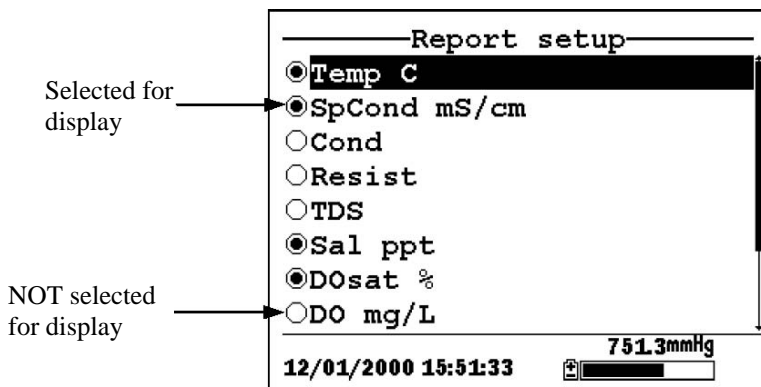 Report setup
Temp C
Selected for
display
SpCond mS/cm
Cond
Resist
TDS
Sal ppt
DOsat %
NOT selected
for display
DO mg/L
751.3mmHg
12/01/2000 15:51:33